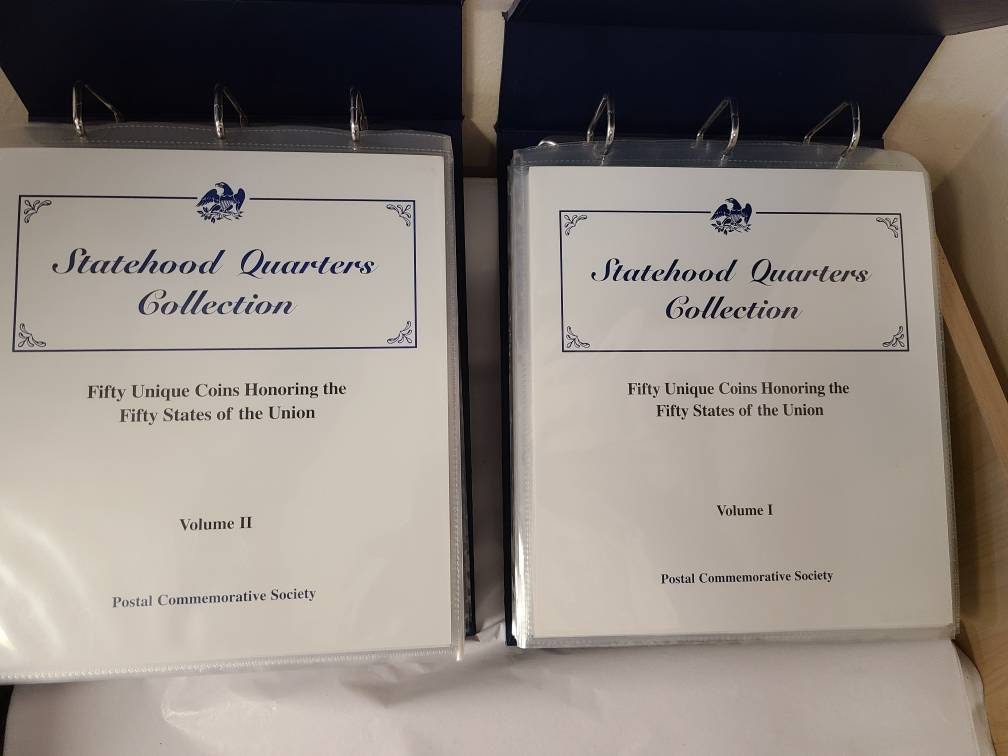 Statehood Quarters
Collection
Fifty Unique Coins Honoring the
Fifty States of the Union
Volume II
Postal Commemorative Society
Statehood Quarters
Collection
Fifty Unique Coins Honoring the
Fifty States of the Union
Volume I
Postal Commemorative Society